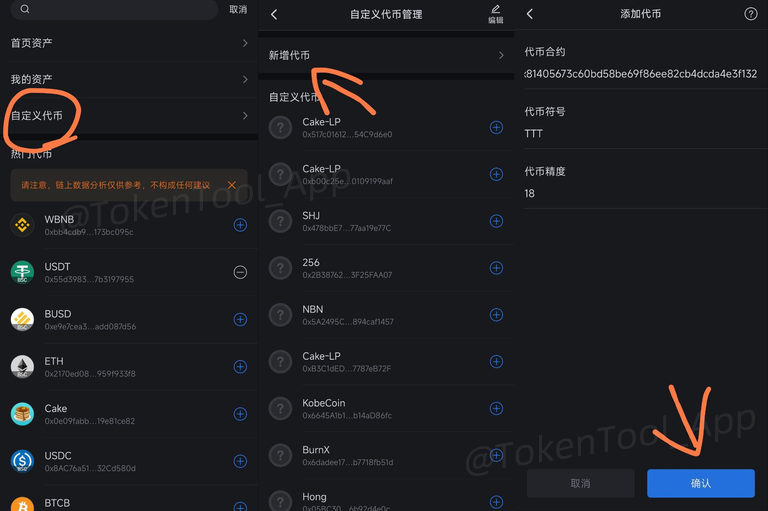 取消
首页资产
我的资产
自定义代币
热门代币
请注意，链上数据分析仅供参考，不构成任何建议
WBNB
0xbb4cdb9...173bc095c
USDT
0x55d3983...7b3197955
BUSD
0xe9e7cea3...add087d56
ETH
0x2170ed08...959f933f8
Cake
0x0e09fabb...19e81ce82
USDC
0x8AC76a51...32Cd580d
BTCB
自定义代币管理
编辑
新增代币
自定义代币
Cake-LP
0x517c01612...54C9d6e0
Cake-LP
0xb00c25e...0109199aaf
SHJ
0x478bbE7...77aa19e77C
256
0x2B38762...3F25FAA07
NBN
0x5A2495C...894caf1457
Cake-LP
0xB3C1dED...7787eB72F
KobeCoin
0x6645A1b1...b14aD86fc
BurnX
0x6dadee17...b7718fb51d
Hong
0x05BC30...6b92d4e0c
添加代币
代币合约
:81405673c60bd58be69f86ee82cb4dcda4e3f132
代币符号
TTT
代币精度
18
取消
确认
@TokenTool_App
@TokenTool_App